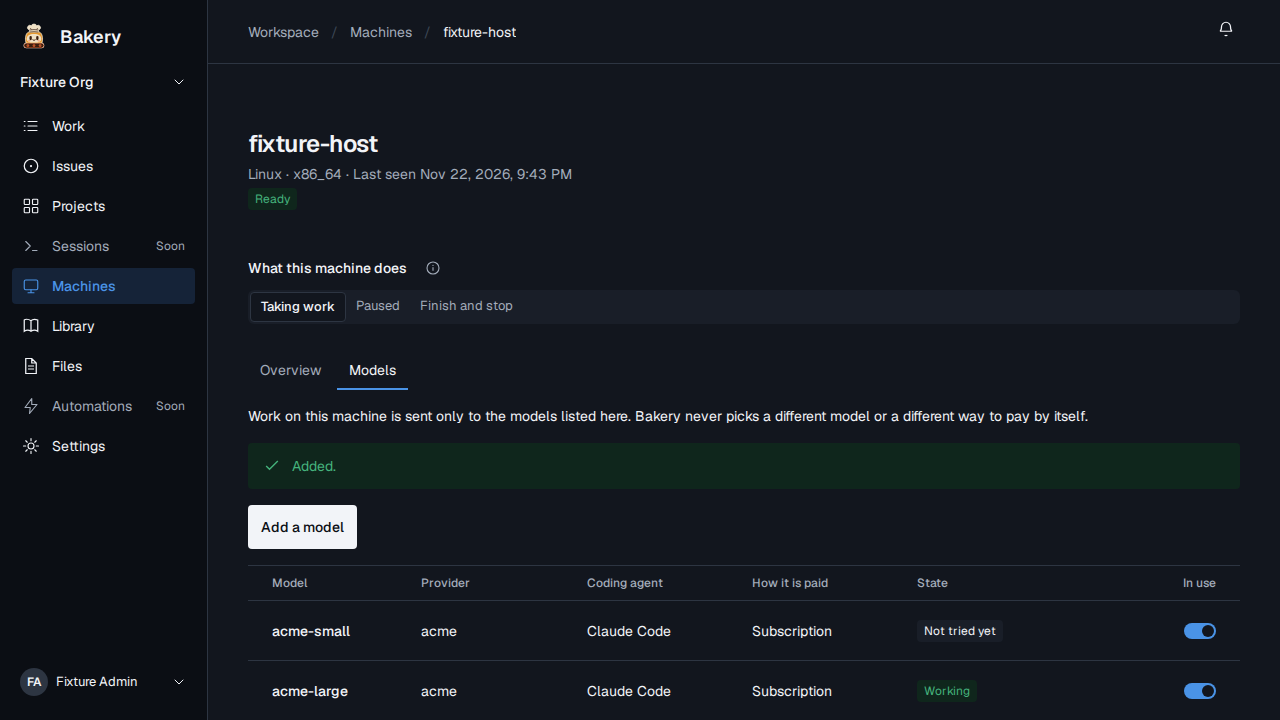 Bakery
Fixture Org
Work
Issues
Projects
Sessions Soon
Machines
Library
Files
Automations Soon
Settings
FA Fixture Admin
Workspace / Machines / fixture-host
fixture-host
Linux · x86_64 · Last seen Nov 22, 2026, 9:43 PM
Ready
What this machine does
Taking work Paused Finish and stop
Overview Models
Work on this machine is sent only to the models listed here. Bakery never picks a different model or a different way to pay by itself.
Added.
Add a model
Model Provider Coding agent How it is paid State In use
acme-small acme Claude Code Subscription Not tried yet
acme-large acme Claude Code Subscription Working